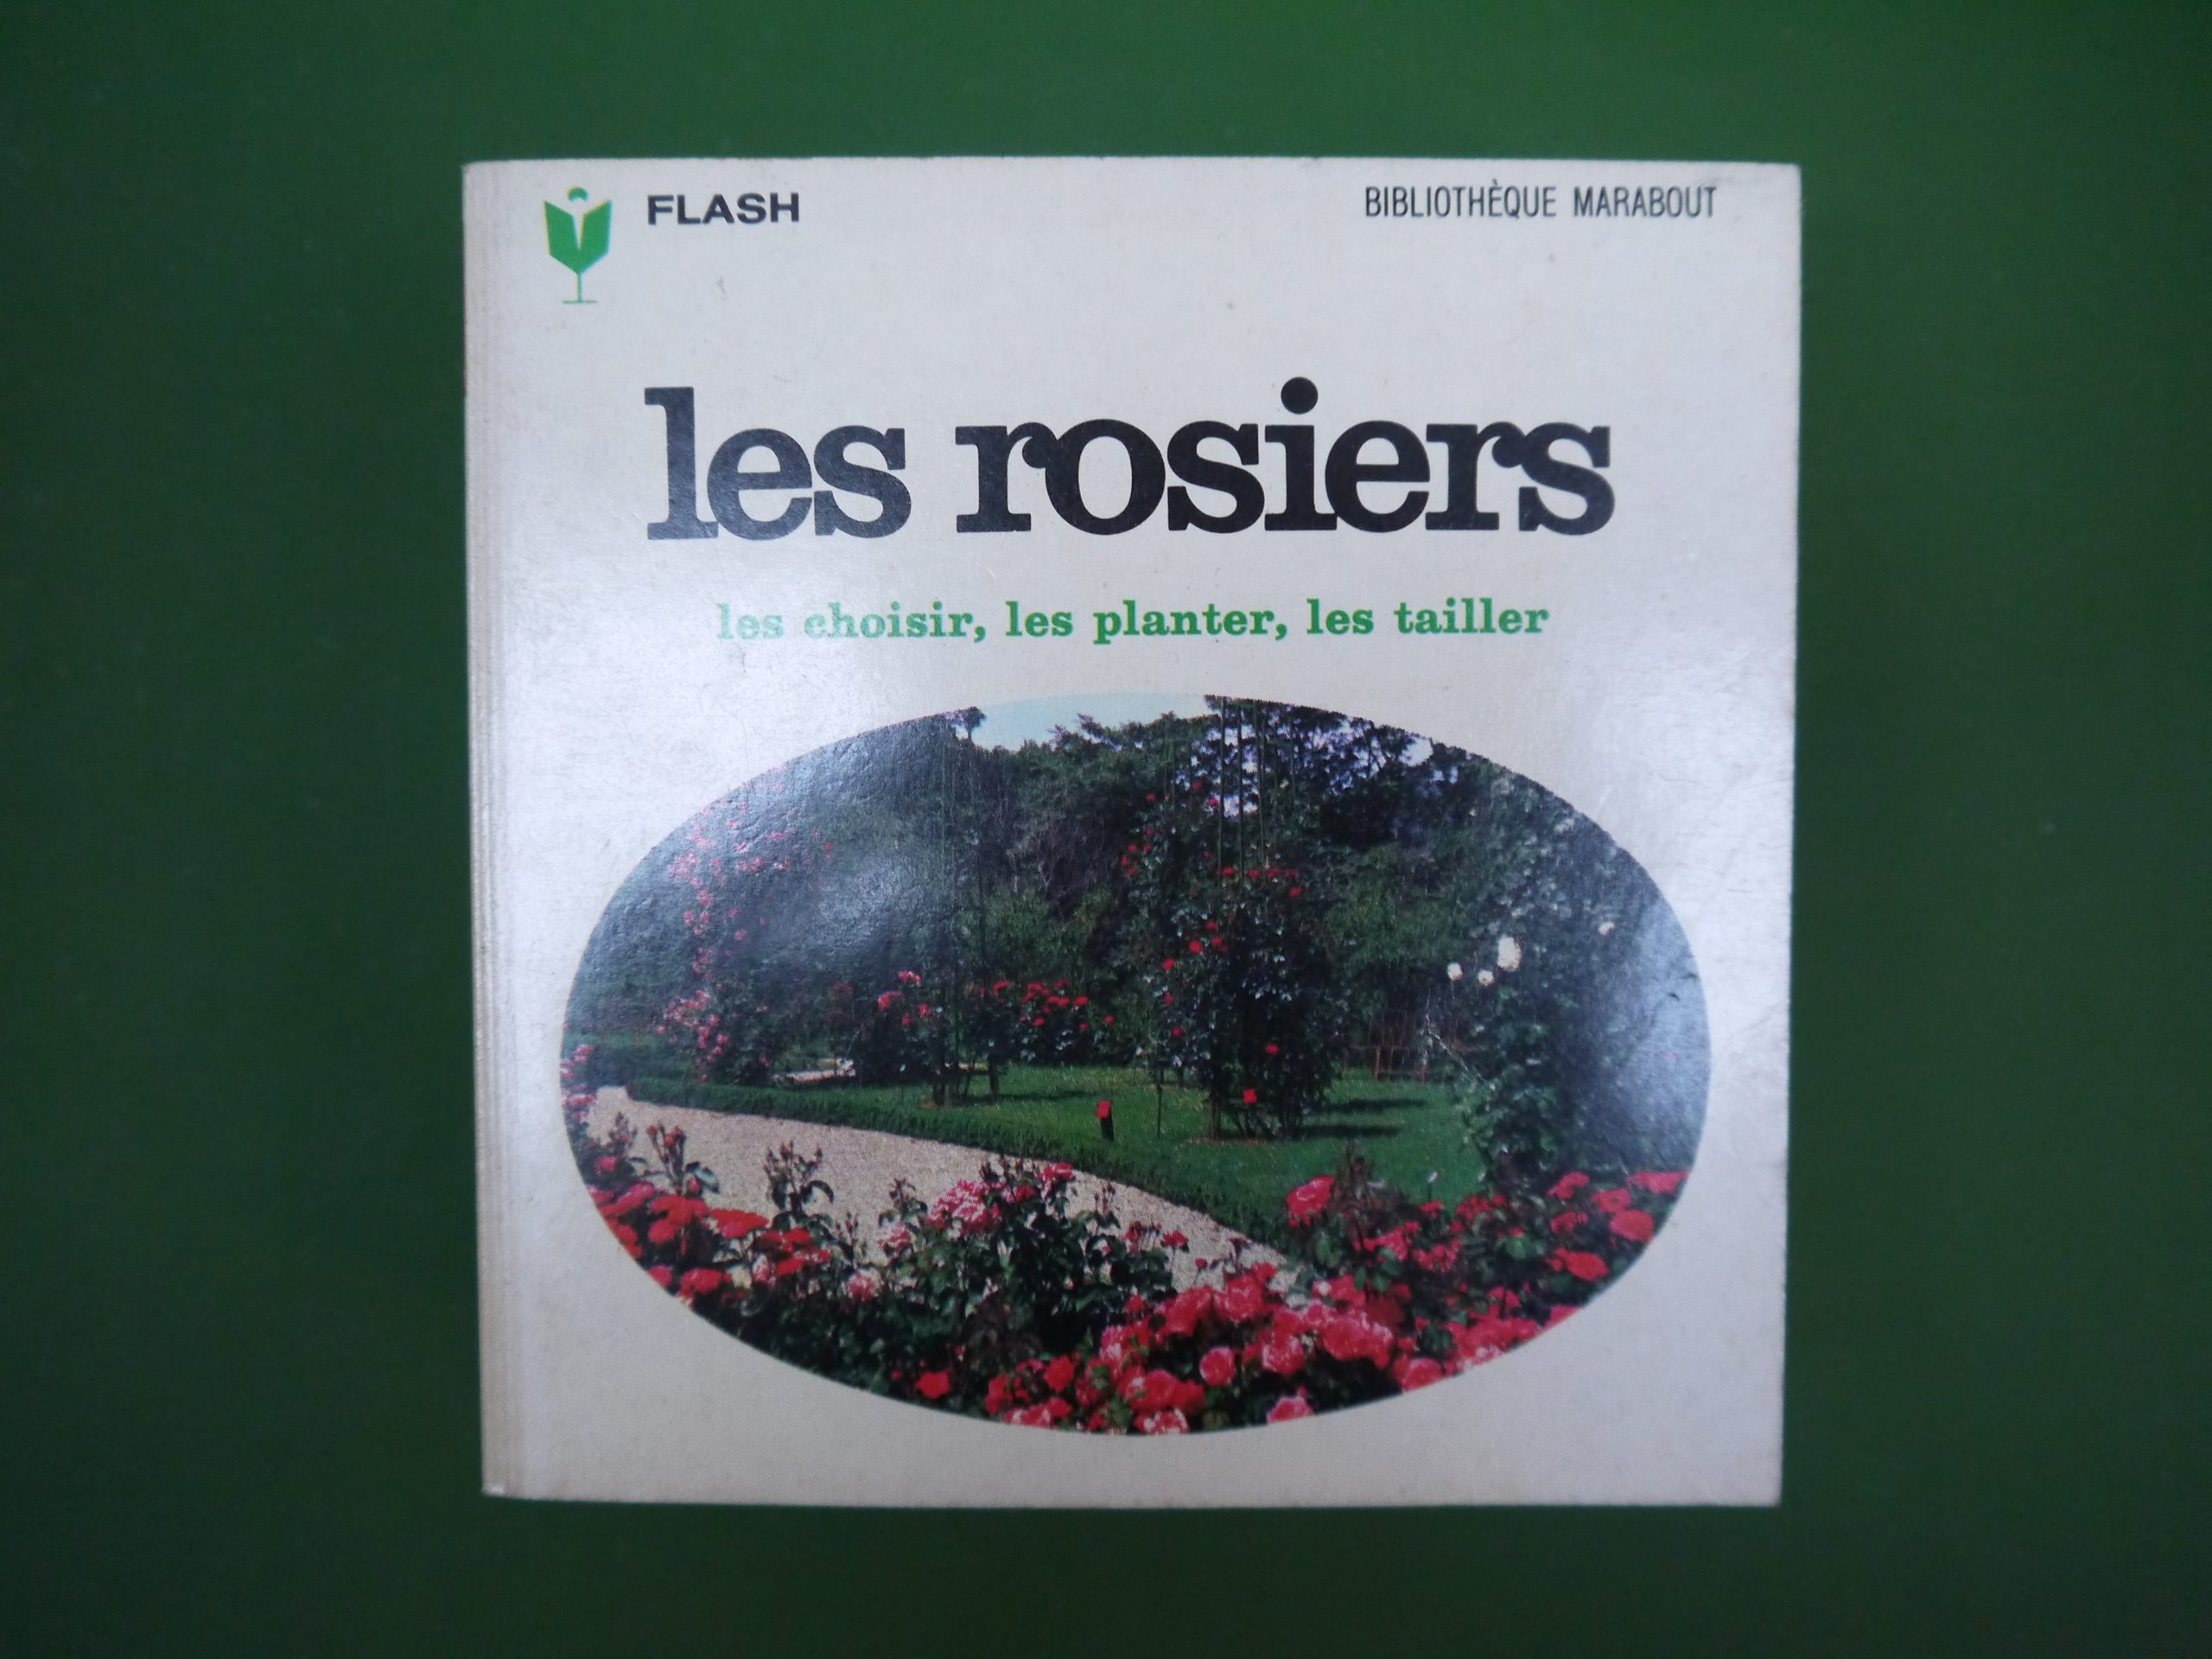 FLASH
BIBLIOTHÈQUE MARABOUT
les rosiers
les choisir, les planter, les tailler